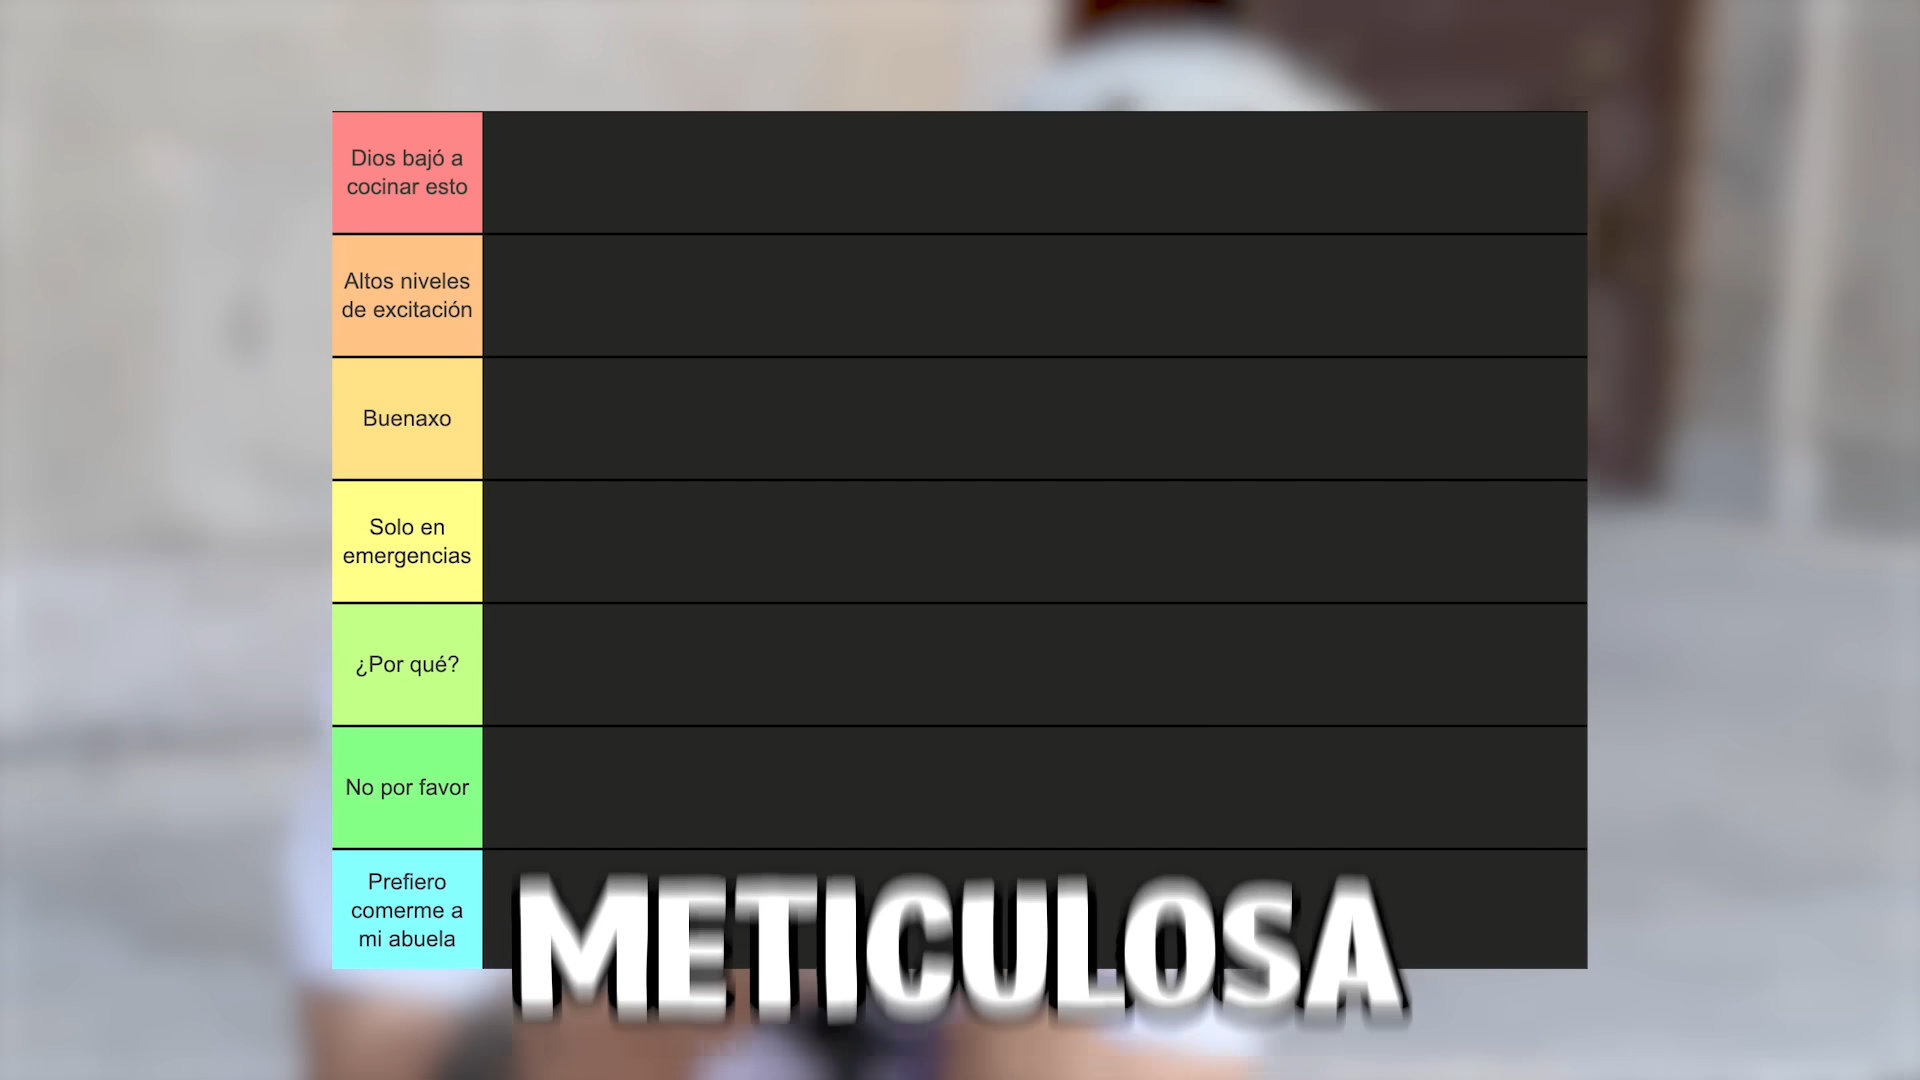 Dios bajó a
cocinar esto
Altos niveles
de excitación
Buenaxo
Solo en
emergencias
¿Por qué?
No por favor
Prefiero
comerme a
mi abuela
METICULOSA